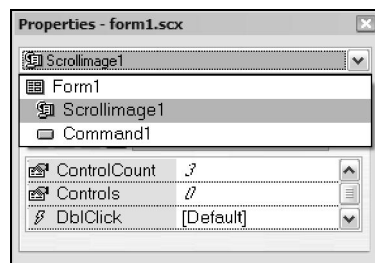 Properties - form1.scx
Scrollimage1
Form1
Scrollimage1
Command1
ControlCount 3
Controls 0
DblClick [Default]